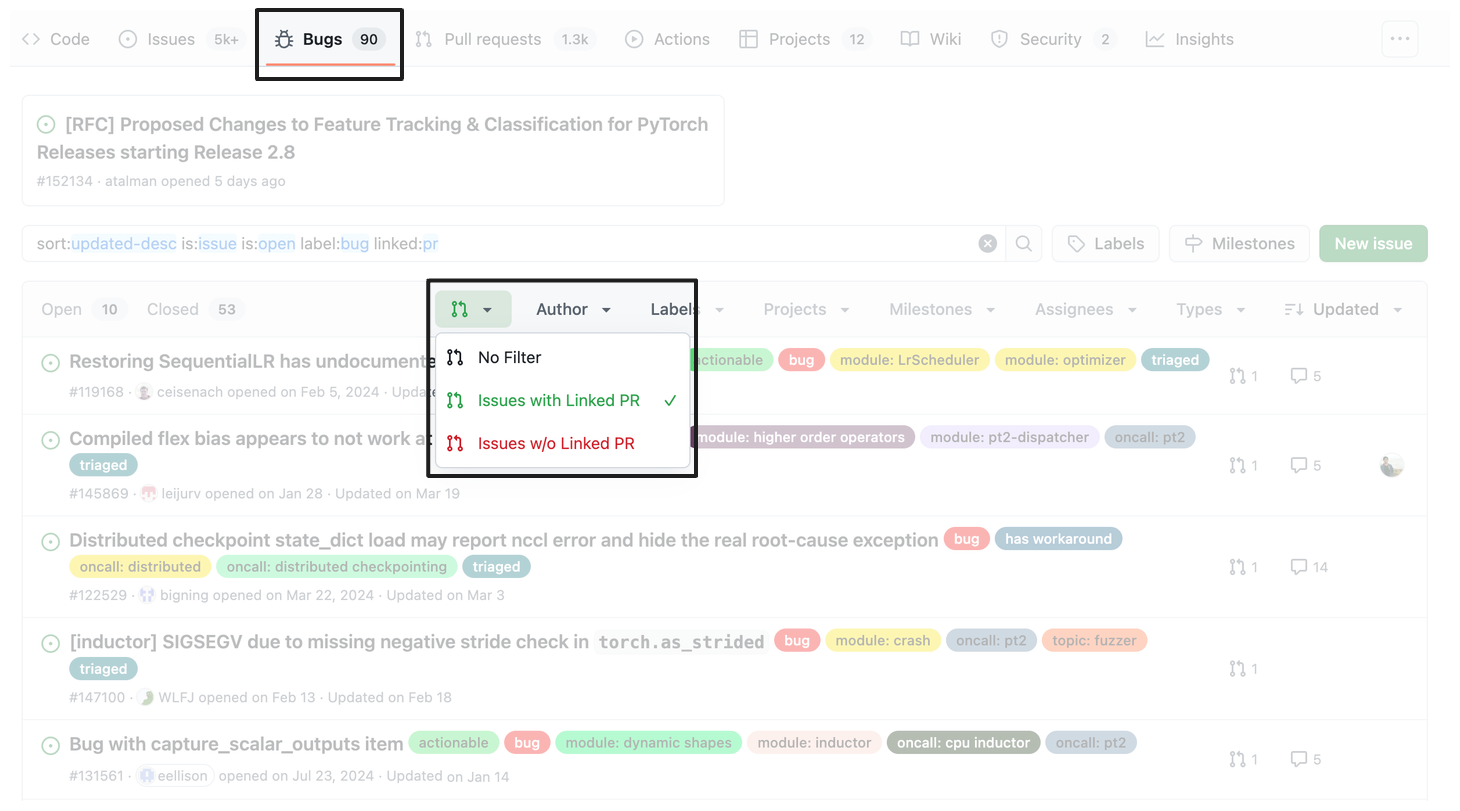 Code Issues 5k+ Bugs 90 Pull requests 1.3k Actions Projects 12 Wiki Security 2 Insights
[RFC] Proposed Changes to Feature Tracking & Classification for PyTorch
Releases starting Release 2.8
#152134 · atalman opened 5 days ago
sort:updated-desc is:issue is:open label:bug linked:pr Labels Milestones New issue
Open 10 Closed 53 Author Labels Projects Milestones Assignees Types Updated
No Filter
Issues with Linked PR
Issues w/o Linked PR
Restoring SequentialLR has undocumente actionable bug module: LrScheduler module: optimizer triaged
#119168 · ceisenach opened on Feb 5, 2024 · Update 1 5
Compiled flex bias appears to not work a module: higher order operators module: pt2-dispatcher oncall: pt2
triaged 1 5
#145869 · leijurv opened on Jan 28 · Updated on Mar 19
Distributed checkpoint state_dict load may report nccl error and hide the real root-cause exception bug has workaround
oncall: distributed oncall: distributed checkpointing triaged 1 14
#122529 · bigning opened on Mar 22, 2024 · Updated on Mar 3
[inductor] SIGSEGV due to missing negative stride check in torch.as_strided bug module: crash oncall: pt2 topic: fuzzer
triaged 1
#147100 · WLFJ opened on Feb 13 · Updated on Feb 18
Bug with capture_scalar_outputs item actionable bug module: dynamic shapes module: inductor oncall: cpu inductor oncall: pt2
#131561 · eellison opened on Jul 23, 2024 · Updated on Jan 14 1 5